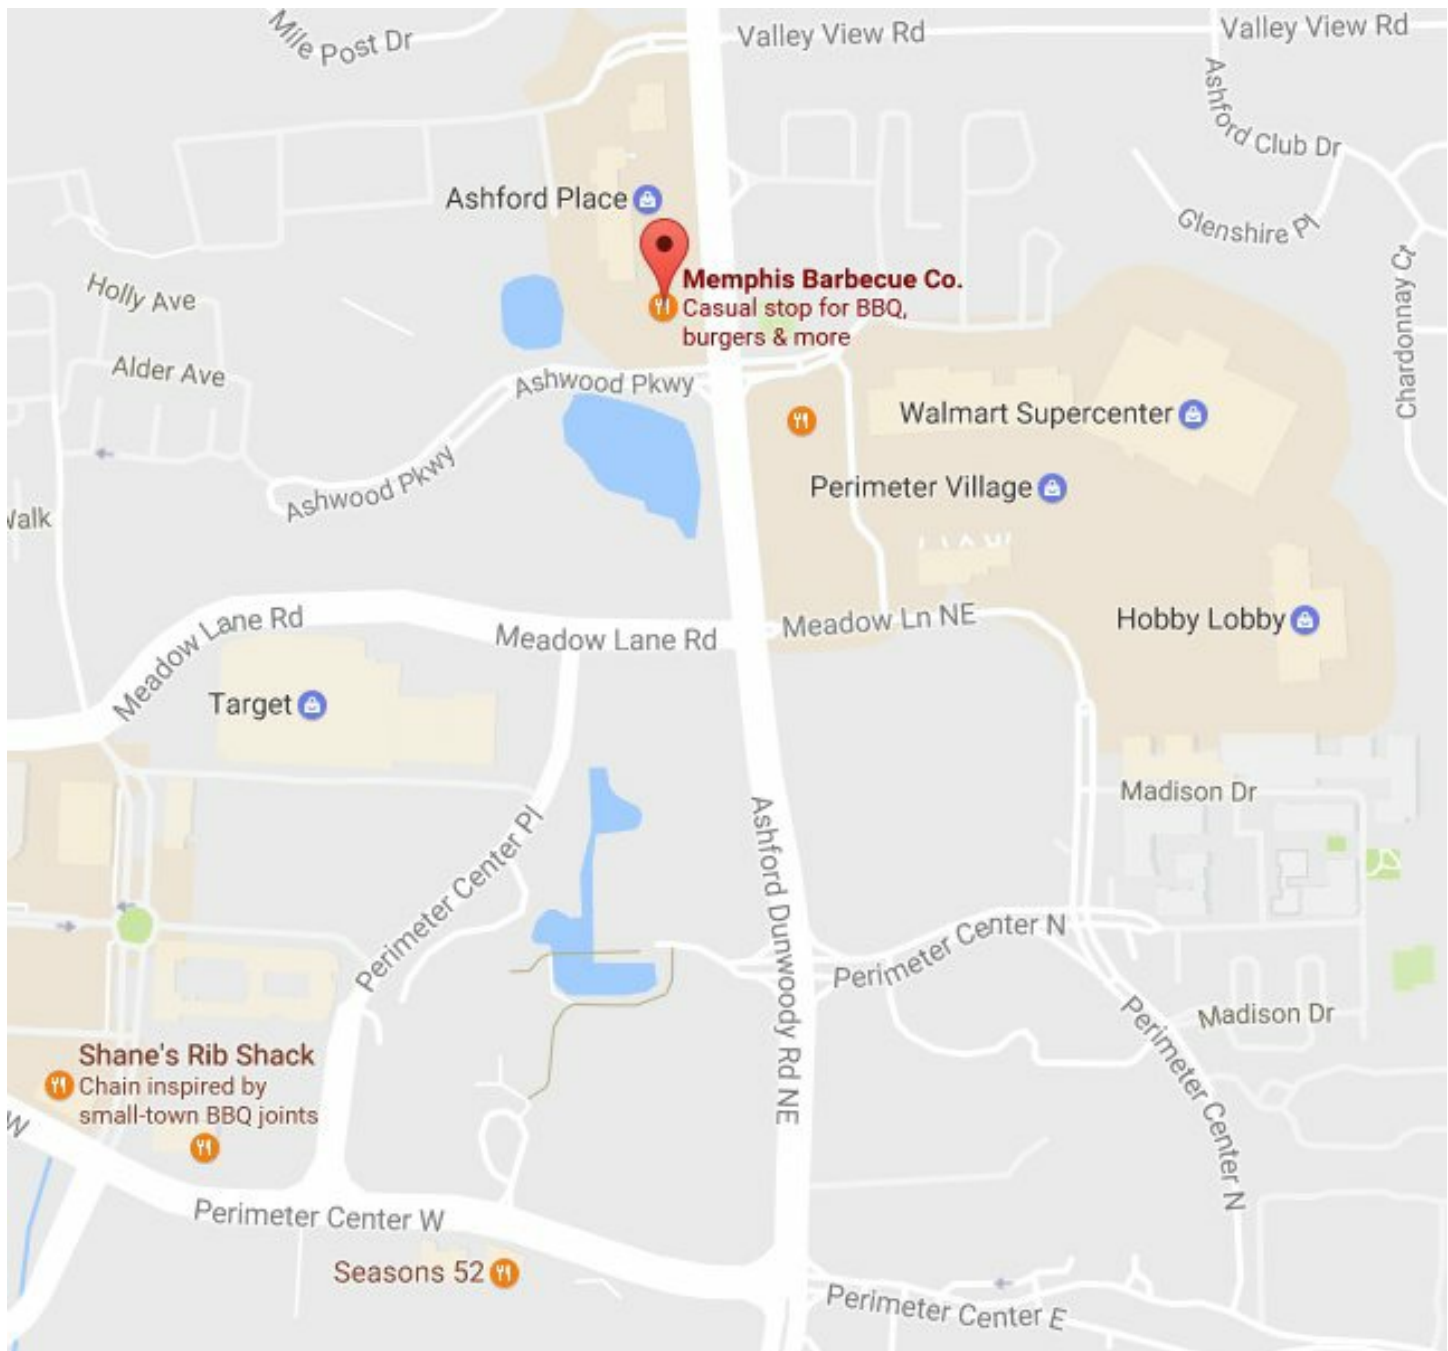 Mile Post Dr
Valley View Rd
Valley View Rd
Ashford Club Dr
Ashford Place
Glenshire Pl
Chardonnay Ct
Memphis Barbecue Co.
Casual stop for BBQ,
burgers & more
Holly Ave
Alder Ave
Ashwood Pkwy
Walmart Supercenter
Ashwood Pkwy
Perimeter Village
Walk
Meadow Lane Rd
Meadow Lane Rd
Meadow Ln NE
Hobby Lobby
Target
Madison Dr
Perimeter Center Pl
Ashford Dunwoody Rd NE
Perimeter Center N
Madison Dr
Perimeter Center N
Shane's Rib Shack
Chain inspired by
small-town BBQ joints
W
Perimeter Center W
Seasons 52
Perimeter Center E